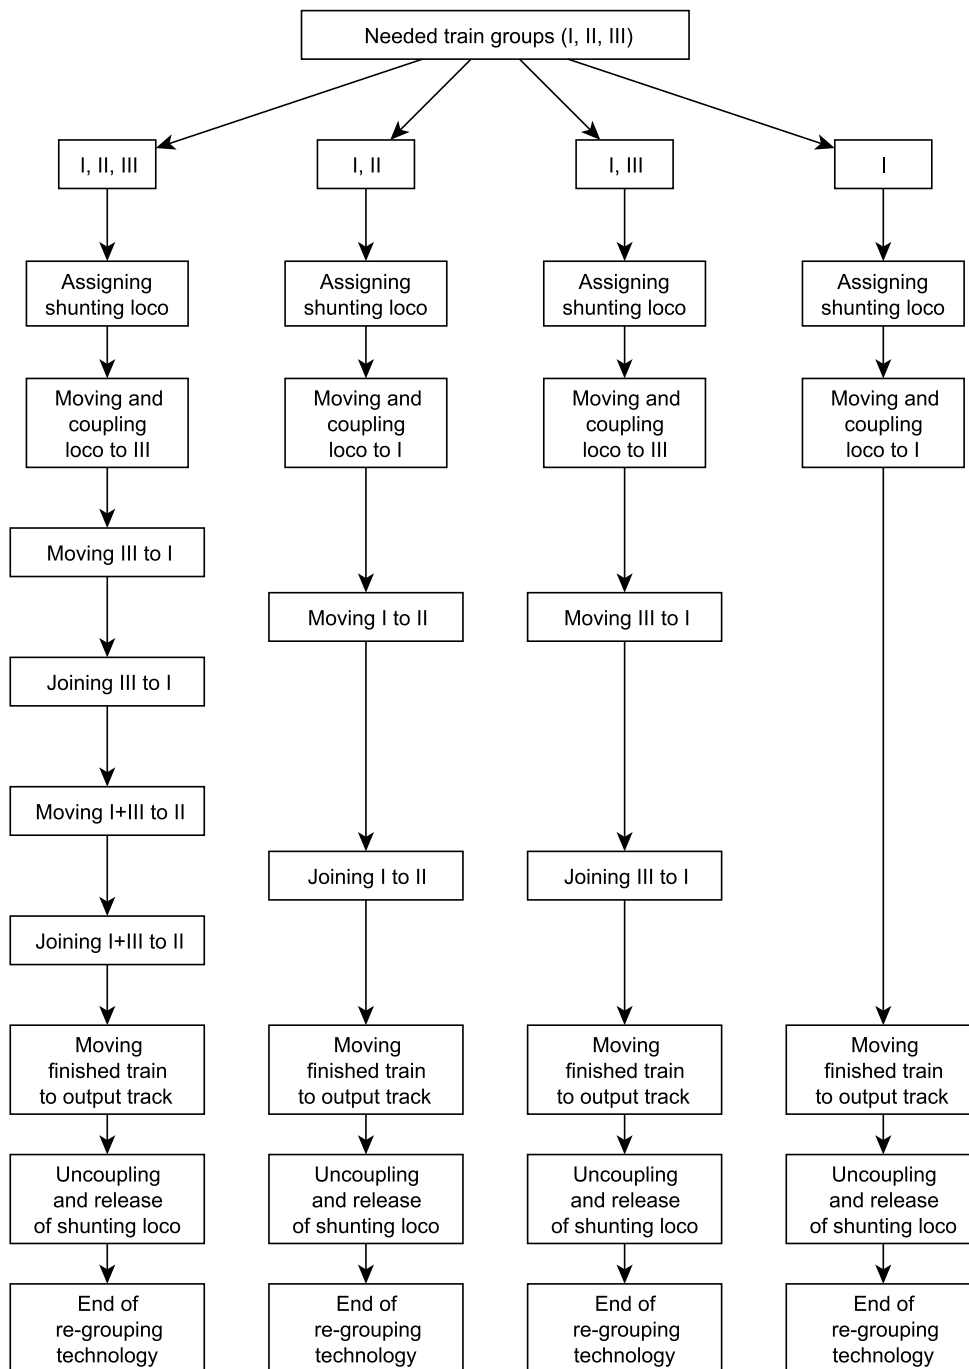 Needed train groups (I, II, III)
I, II, III
I, II
I, III
I
Assigning
shunting loco
Assigning
shunting loco
Assigning
shunting loco
Assigning
shunting loco
Moving and
coupling
loco to III
Moving and
coupling
loco to I
Moving and
coupling
loco to III
Moving and
coupling
loco to I
Moving III to I
Moving I to II
Moving III to I
Joining III to I
Moving I+III to II
Joining I to II
Joining III to I
Joining I+III to II
Moving
finished train
to output track
Moving
finished train
to output track
Moving
finished train
to output track
Moving
finished train
to output track
Uncoupling
and release
of shunting loco
Uncoupling
and release
of shunting loco
Uncoupling
and release
of shunting loco
Uncoupling
and release
of shunting loco
End of
re-grouping
technology
End of
re-grouping
technology
End of
re-grouping
technology
End of
re-grouping
technology